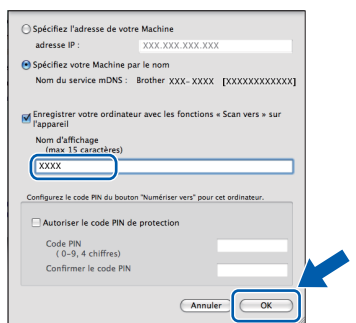 Spécifiez l'adresse de votre Machine
adresse IP : XXX.XXX.XXX.XXX
Spécifiez votre Machine par le nom
Nom du service mDNS : Brother XXX-XXXX [XXXXXXXXXXXX]
Enregistrer votre ordinateur avec les fonctions « Scan vers » sur
l'appareil
Nom d'affichage
(max 15 caractères)
XXXX
Configurez le code PIN du bouton "Numériser vers" pour cet ordinateur.
Autoriser le code PIN de protection
Code PIN
( 0-9, 4 chiffres)
Confirmer le code PIN
Annuler OK